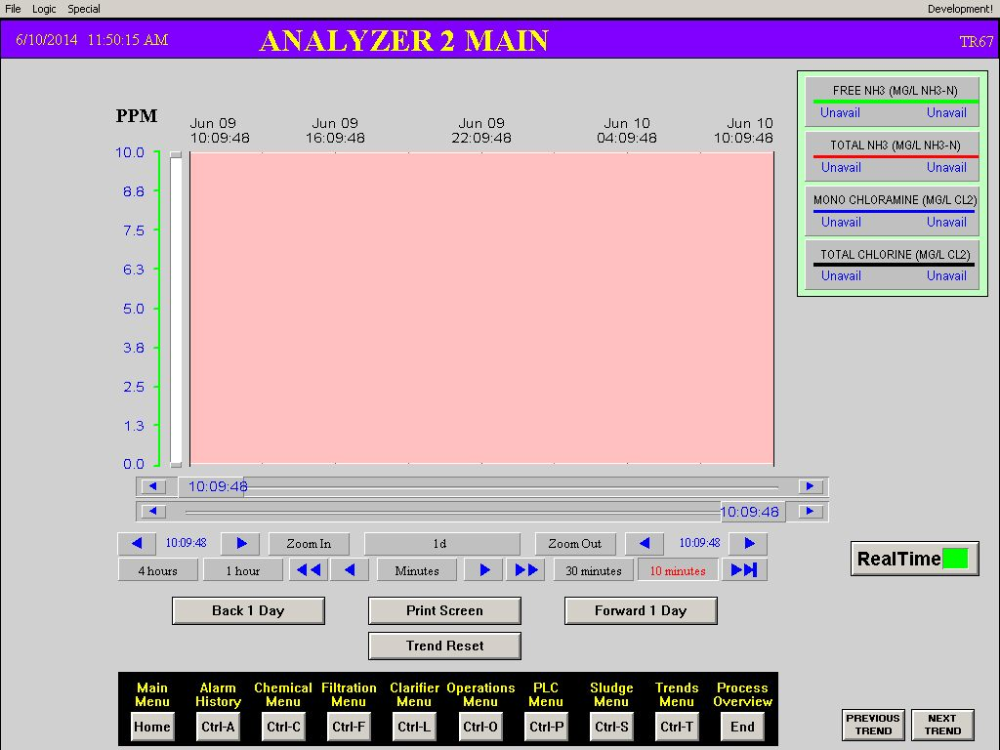 File Logic Special Development!
6/10/2014 11:50:15 AM ANALYZER 2 MAIN TR67
FREE NH3 (MG/L NH3-N)
Unavail Unavail
TOTAL NH3 (MG/L NH3-N)
Unavail Unavail
MONO CHLORAMINE (MG/L CL2)
Unavail Unavail
TOTAL CHLORINE (MG/L CL2)
Unavail Unavail
PPM
Jun 09 Jun 09 Jun 09 Jun 10 Jun 10
10:09:48 16:09:48 22:09:48 04:09:48 10:09:48
10.0
8.8
7.5
6.3
5.0
3.8
2.5
1.3
0.0
10:09:48
10:09:48
10:09:48 Zoom In 1d Zoom Out 10:09:48
4 hours 1 hour Minutes 30 minutes 10 minutes
RealTime
Back 1 Day Print Screen Forward 1 Day
Trend Reset
Main Alarm Chemical Filtration Clarifier Operations PLC Sludge Trends Process
Menu History Menu Menu Menu Menu Menu Menu Menu Overview
Home Ctrl-A Ctrl-C Ctrl-F Ctrl-L Ctrl-O Ctrl-P Ctrl-S Ctrl-T End
PREVIOUS NEXT
TREND TREND